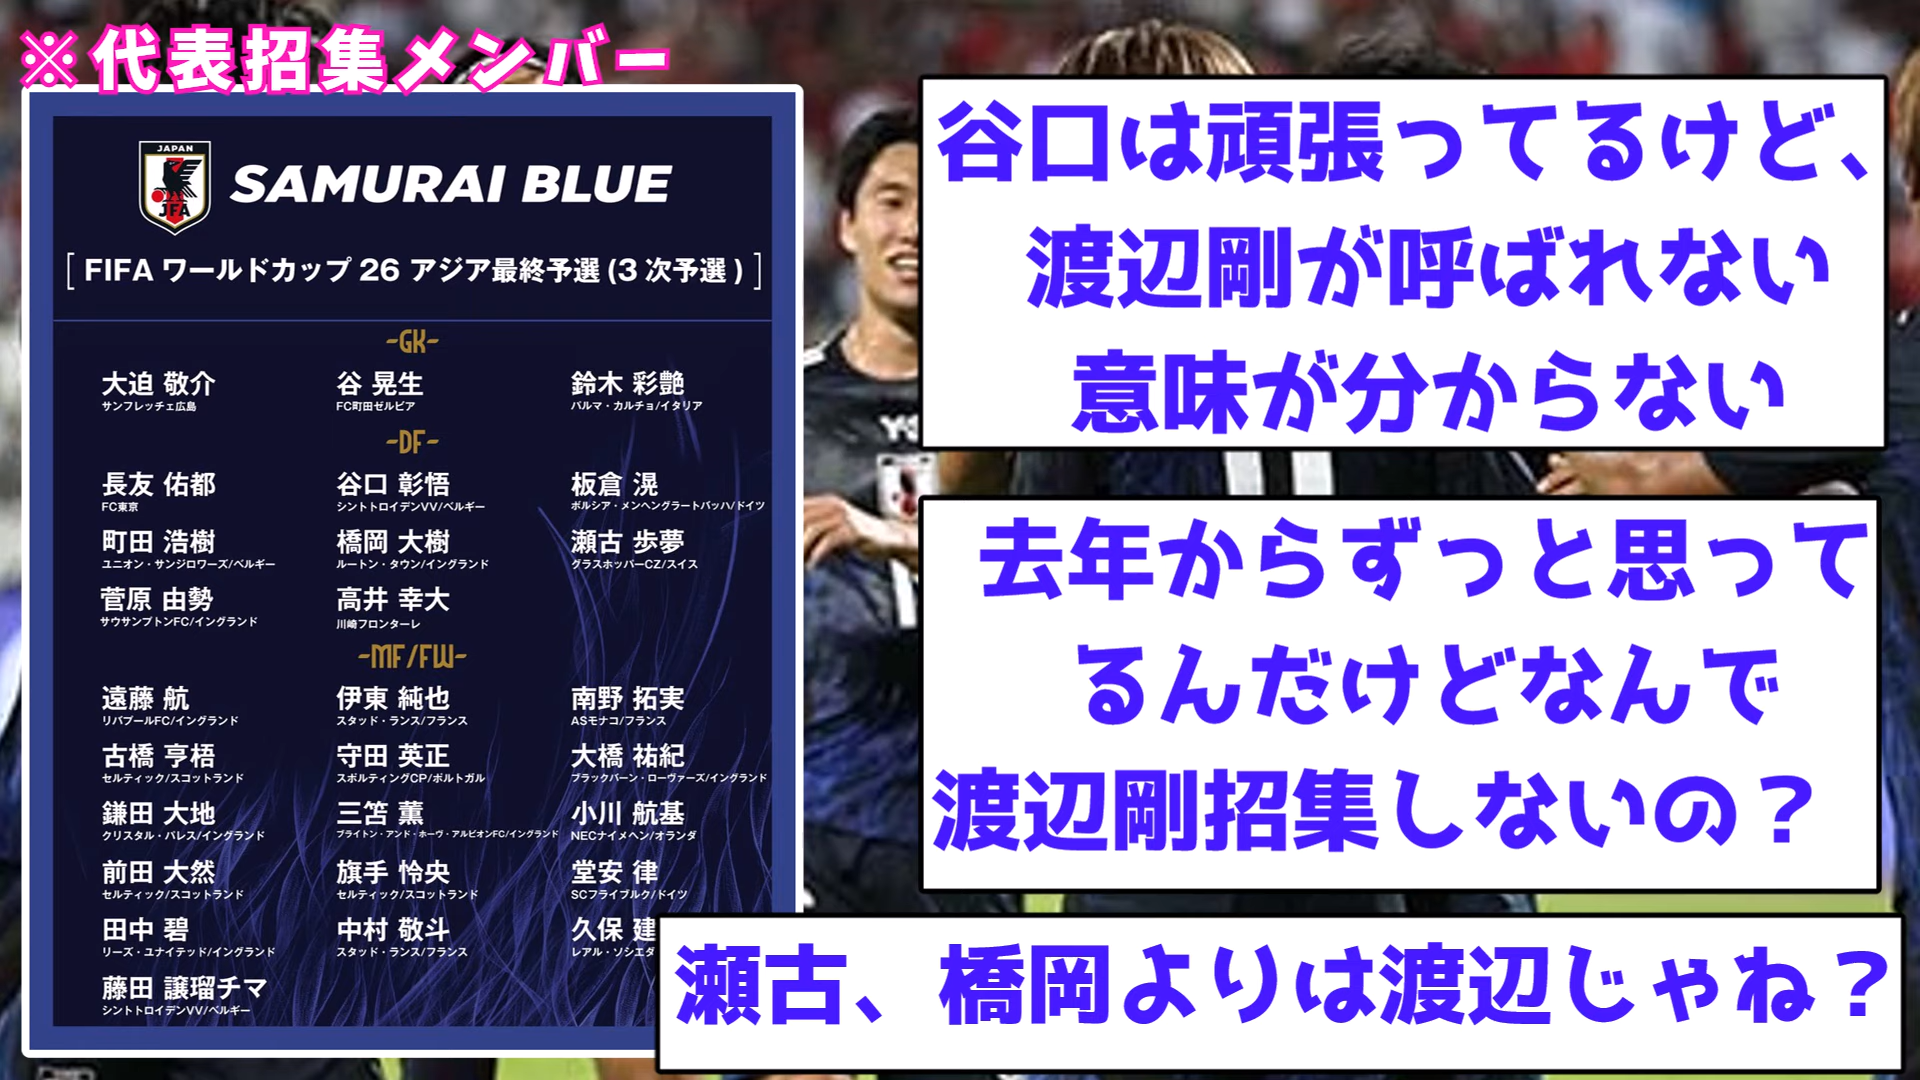 ※代表招集メンバー
JAPAN
JFA
SAMURAI BLUE
[ FIFA ワールドカップ 26 アジア最終予選 (3 次予選) ]
-GK-
大迫 敬介 谷 晃生 鈴木 彩艶
サンフレッチェ広島 FC町田ゼルビア パルマ・カルチョ/イタリア
-DF-
長友 佑都 谷口 彰悟 板倉 滉
FC東京 シントトロイデンVV/ベルギー ボルシア・メンヘングラートバッハ/ドイツ
町田 浩樹 橋岡 大樹 瀬古 歩夢
ユニオン・サンジロワーズ/ベルギー ルートン・タウン/イングランド グラスホッパーCZ/スイス
菅原 由勢 高井 幸大
サウサンプトンFC/イングランド 川崎フロンターレ
-MF/FW-
遠藤 航 伊東 純也 南野 拓実
リバプールFC/イングランド スタッド・ランス/フランス ASモナコ/フランス
古橋 亨梧 守田 英正 大橋 祐紀
セルティック/スコットランド スポルティングCP/ポルトガル ブラックバーン・ローヴァーズ/イングランド
鎌田 大地 三笘 薫 小川 航基
クリスタル・パレス/イングランド ブライトン・アンド・ホーヴ・アルビオンFC/イングランド NECナイメヘン/オランダ
前田 大然 旗手 怜央 堂安 律
セルティック/スコットランド セルティック/スコットランド SCフライブルク/ドイツ
田中 碧 中村 敬斗 久保 建
リーズ・ユナイテッド/イングランド スタッド・ランス/フランス レアル・ソシエダ
藤田 譲瑠チマ
シントトロイデンVV/ベルギー
谷口は頑張ってるけど、
渡辺剛が呼ばれない
意味が分からない
去年からずっと思って
るんだけどなんで
渡辺剛招集しないの？
瀬古、橋岡よりは渡辺じゃね？